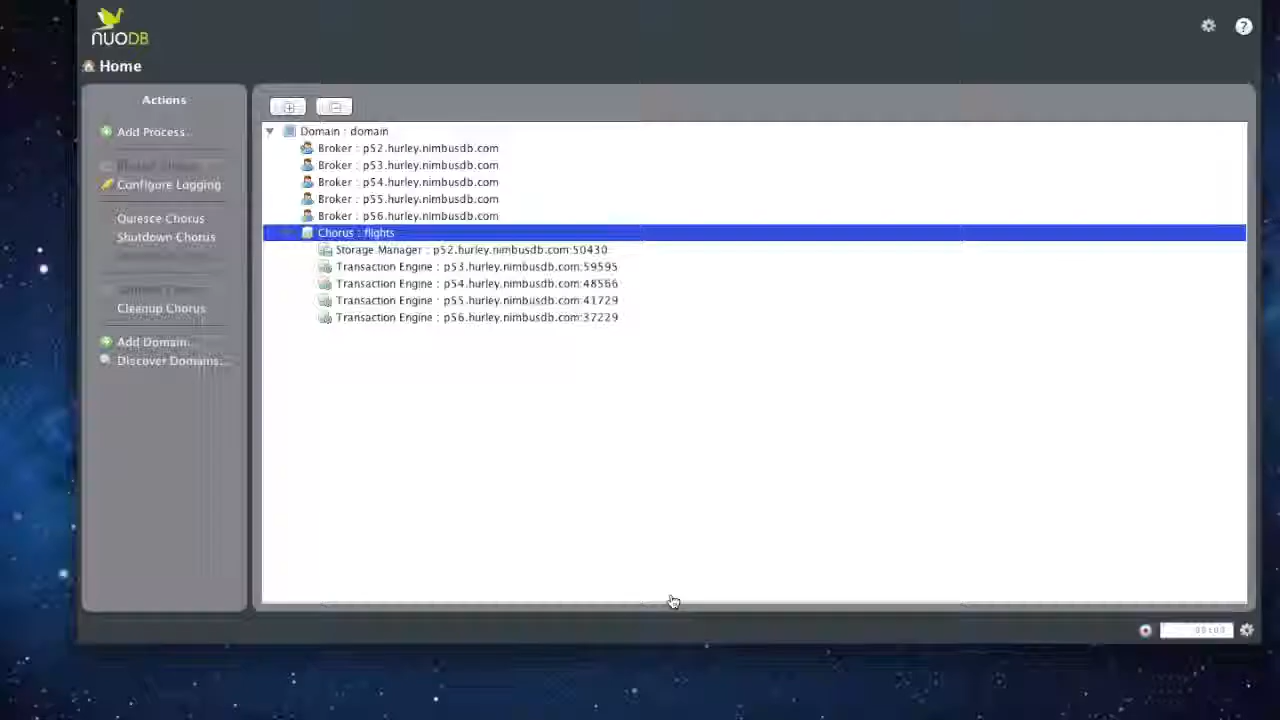 NUODB
?
Home
Actions
Add Process...
Configure Logging
Quiesce Chorus
Shutdown Chorus
Cleanup Chorus
Add Domain...
Discover Domains...
Domain : domain
Broker : p52.hurley.nimbusdb.com
Broker : p53.hurley.nimbusdb.com
Broker : p54.hurley.nimbusdb.com
Broker : p55.hurley.nimbusdb.com
Broker : p56.hurley.nimbusdb.com
Chorus : flights
Storage Manager : p52.hurley.nimbusdb.com:50430
Transaction Engine : p53.hurley.nimbusdb.com:59595
Transaction Engine : p54.hurley.nimbusdb.com:48566
Transaction Engine : p55.hurley.nimbusdb.com:41729
Transaction Engine : p56.hurley.nimbusdb.com:37229